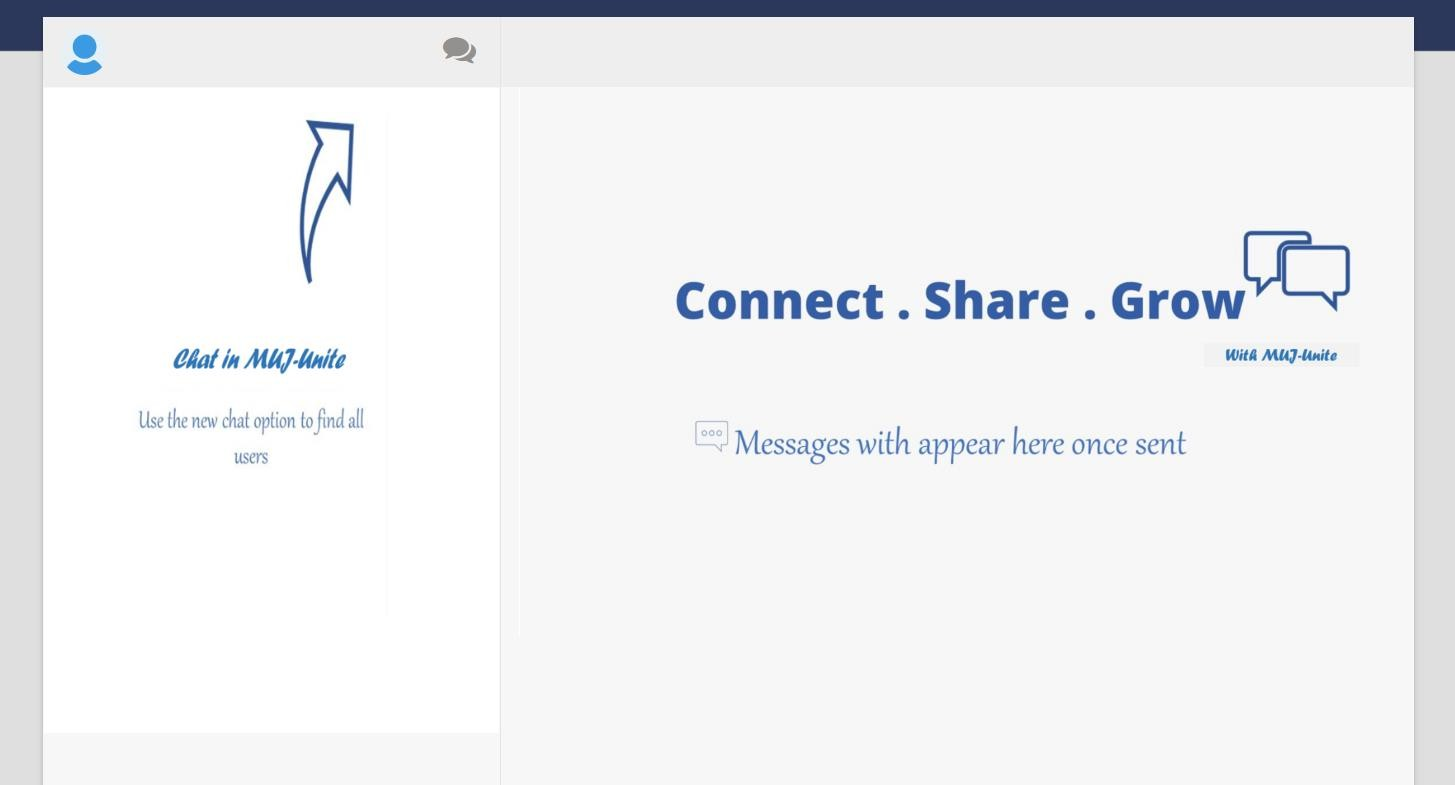 Chat in MUJ-Unite
Use the new chat option to find all
users
Connect . Share . Grow
With MUJ-Unite
Messages with appear here once sent